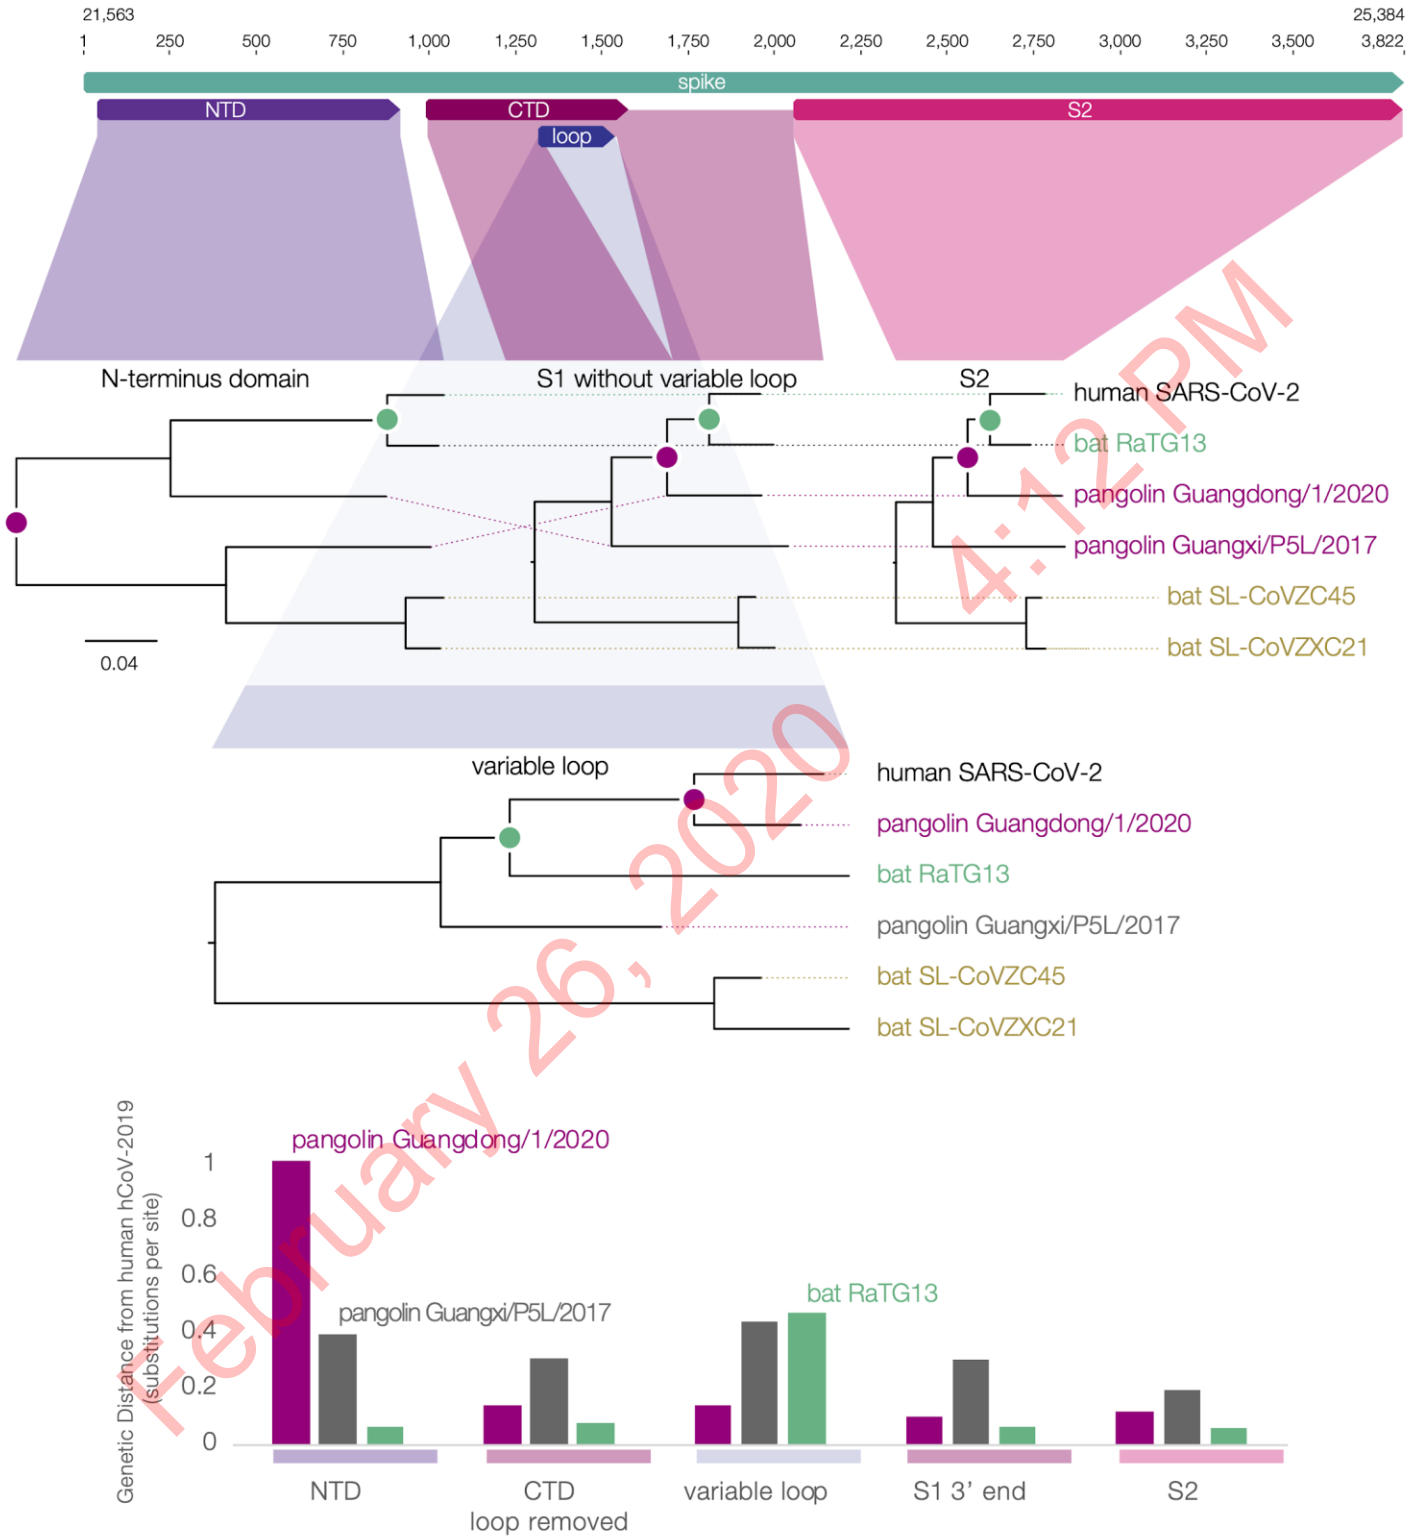 21,563 25,384
1 250 500 750 1,000 1,250 1,500 1,750 2,000 2,250 2,500 2,750 3,000 3,250 3,500 3,822
spike
NTD CTD S2
loop
N-terminus domain S1 without variable loop S2
human SARS-CoV-2
bat RaTG13
pangolin Guangdong/1/2020
pangolin Guangxi/P5L/2017
bat SL-CoVZC45
bat SL-CoVZXC21
0.04
4:12 PM
variable loop
human SARS-CoV-2
pangolin Guangdong/1/2020
bat RaTG13
pangolin Guangxi/P5L/2017
bat SL-CoVZC45
bat SL-CoVZXC21
February 26, 2020
Genetic Distance from human hCoV-2019
(substitutions per site)
pangolin Guangdong/1/2020
1
0.8
0.6
bat RaTG13
pangolin Guangxi/P5L/2017
0.4
0.2
0
NTD CTD variable loop S1 3’ end S2
loop removed